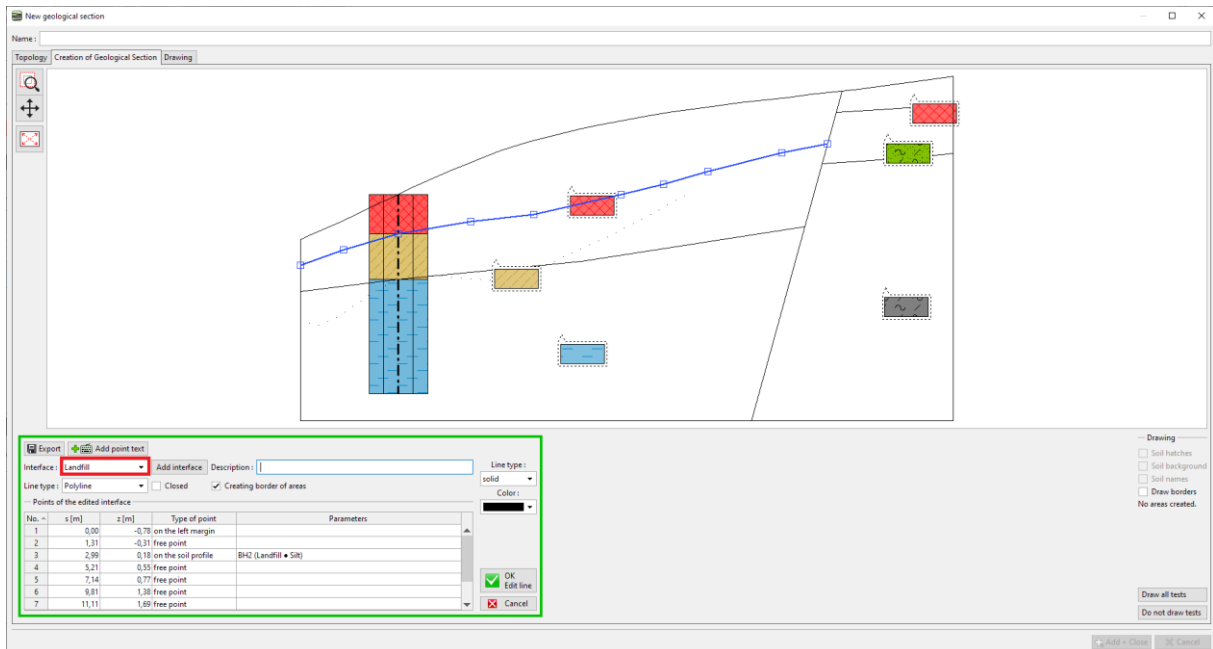 New geological section
Name :
Topology Creation of Geological Section Drawing
Export Add point text
Interface : Landfill Add interface Description :
Line type : Polyline Closed Creating border of areas
Line type :
solid
Color :
Points of the edited interface
No. s [m] z [m] Type of point Parameters
1 0,00 -0,78 on the left margin
2 1,31 -0,31 free point
3 2,99 0,18 on the soil profile BH2 (Landfill ● Silt)
4 5,21 0,55 free point
5 7,14 0,77 free point
6 9,81 1,38 free point
7 11,11 1,69 free point
OK
Edit line
Cancel
Drawing
Soil hatches
Soil background
Soil names
Draw borders
No areas created.
Draw all tests
Do not draw tests
Add + Close Cancel